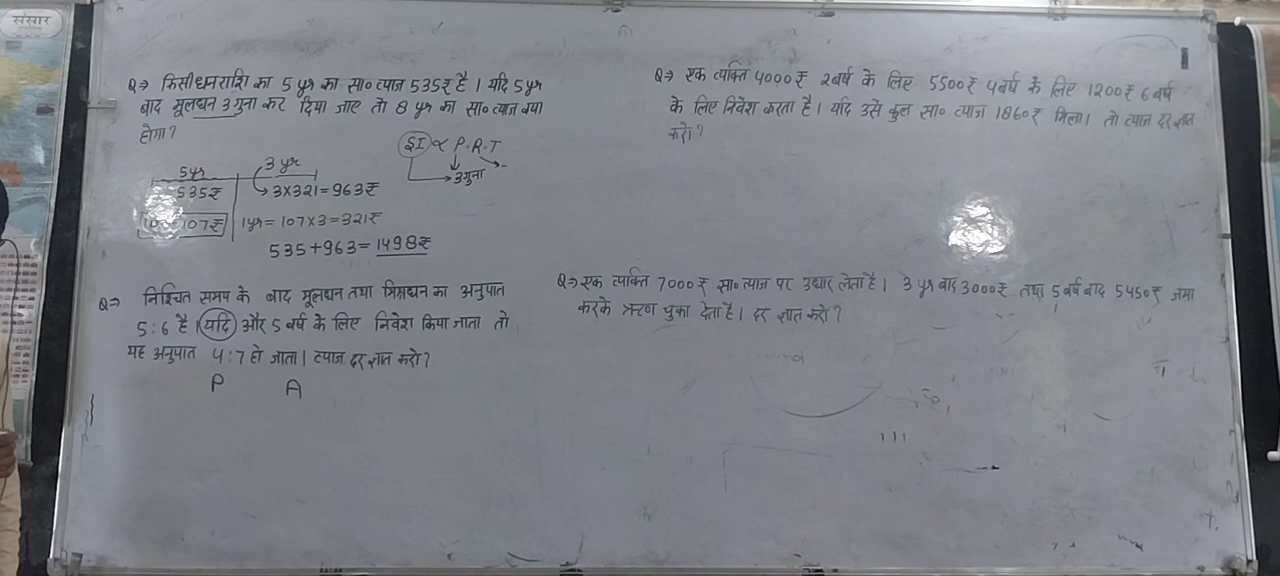 संसार
Q⇒ किसी धनराशि का 5 yr का सा० ब्याज 535₹ है । यदि 5 yr
बाद मूलधन 3 गुना कर दिया जाए तो 8 yr का सा० ब्याज क्या
होगा?
SI ∝ P.R.T
3गुना
5yr 3 yr
535₹ 3×321=963₹
107₹ 1yr = 107×3=321₹
535+963= 1498₹
Q⇒ निश्चित समय के बाद मूलधन तथा मिश्रधन का अनुपात
5:6 है। यदि और 5 वर्ष के लिए निवेश किया जाता तो
यह अनुपात 4:7 हो जाता। ब्याज दर ज्ञात करो?
P A
Q⇒ एक व्यक्ति 4000₹ 2वर्ष के लिए 5500₹ 4वर्ष के लिए 1200₹ 6 वर्ष
के लिए निवेश करता है। यदि उसे कुल सा० ब्याज 1860₹ मिला। तो ब्याज दर ज्ञात
करो?
Q⇒ एक व्यक्ति 7000₹ सा० ब्याज पर उधार लेता है। 3 yr बाद 3000₹ तथा 5 वर्ष बाद 5450₹ जमा
करके ऋण चुका देता है। दर ज्ञात करो?